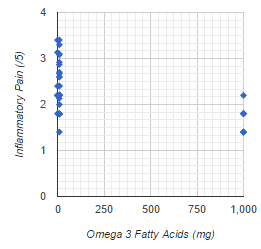 4
3
2
1
0
Inflammatory Pain (/5)
0 250 500 750 1,000
Omega 3 Fatty Acids (mg)